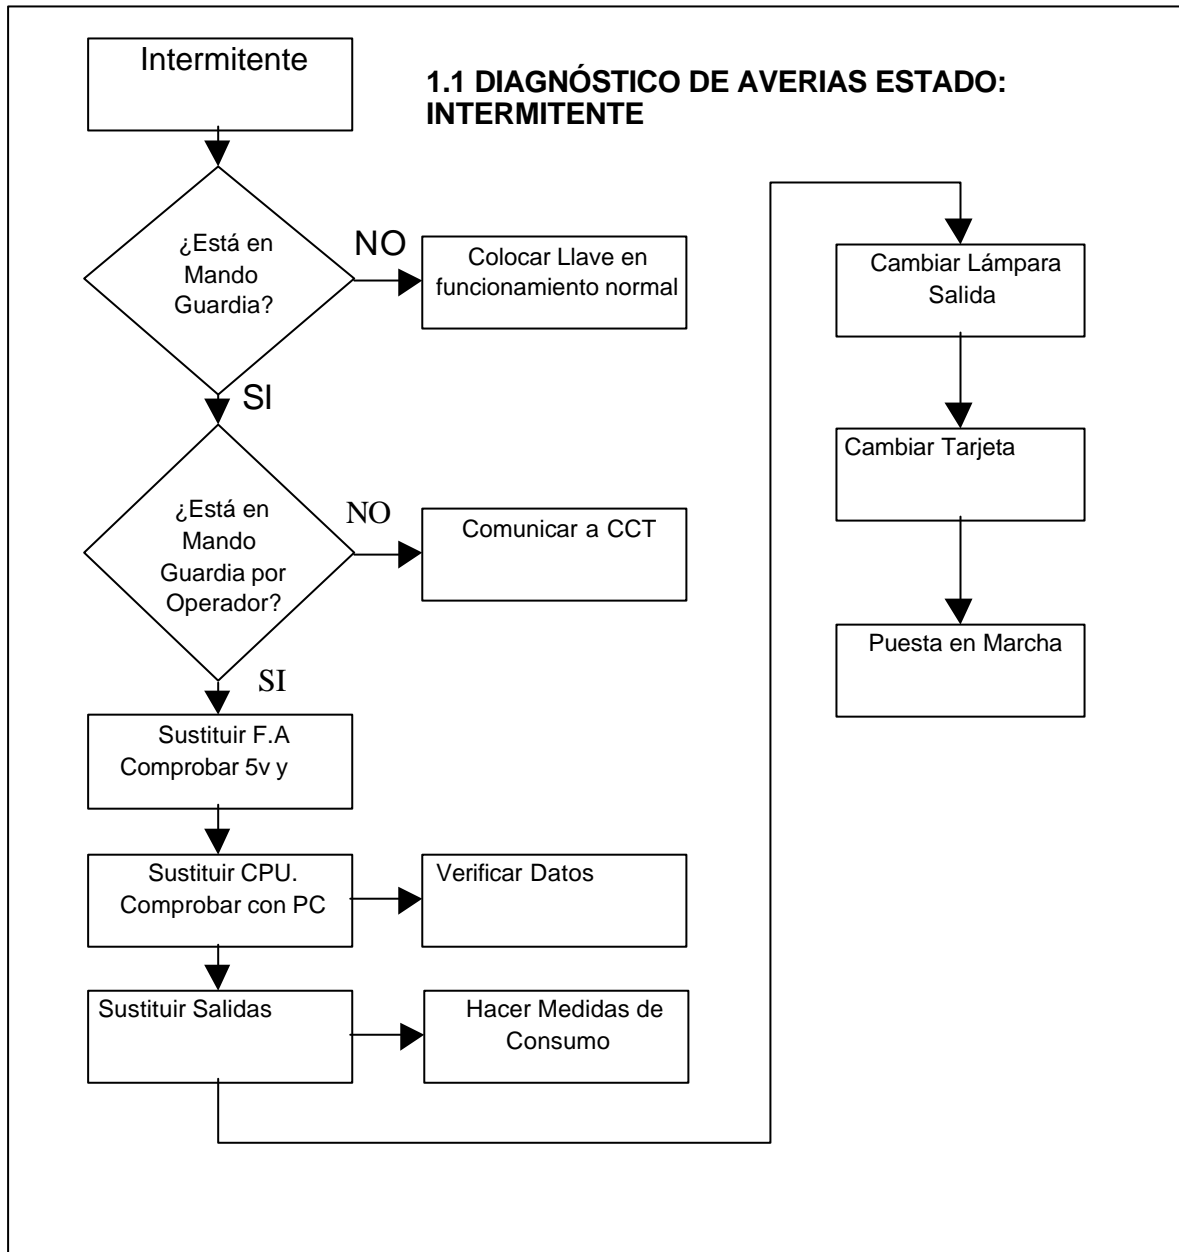 Intermitente
1.1 DIAGNÓSTICO DE AVERIAS ESTADO:
INTERMITENTE
¿Está en
Mando
Guardia?
NO
Colocar Llave en
funcionamiento normal
SI
¿Está en
Mando
Guardia por
Operador?
NO
Comunicar a CCT
SI
Sustituir F.A
Comprobar 5v y
Sustituir CPU.
Comprobar con PC
Verificar Datos
Sustituir Salidas
Hacer Medidas de
Consumo
Cambiar Lámpara
Salida
Cambiar Tarjeta
Puesta en Marcha